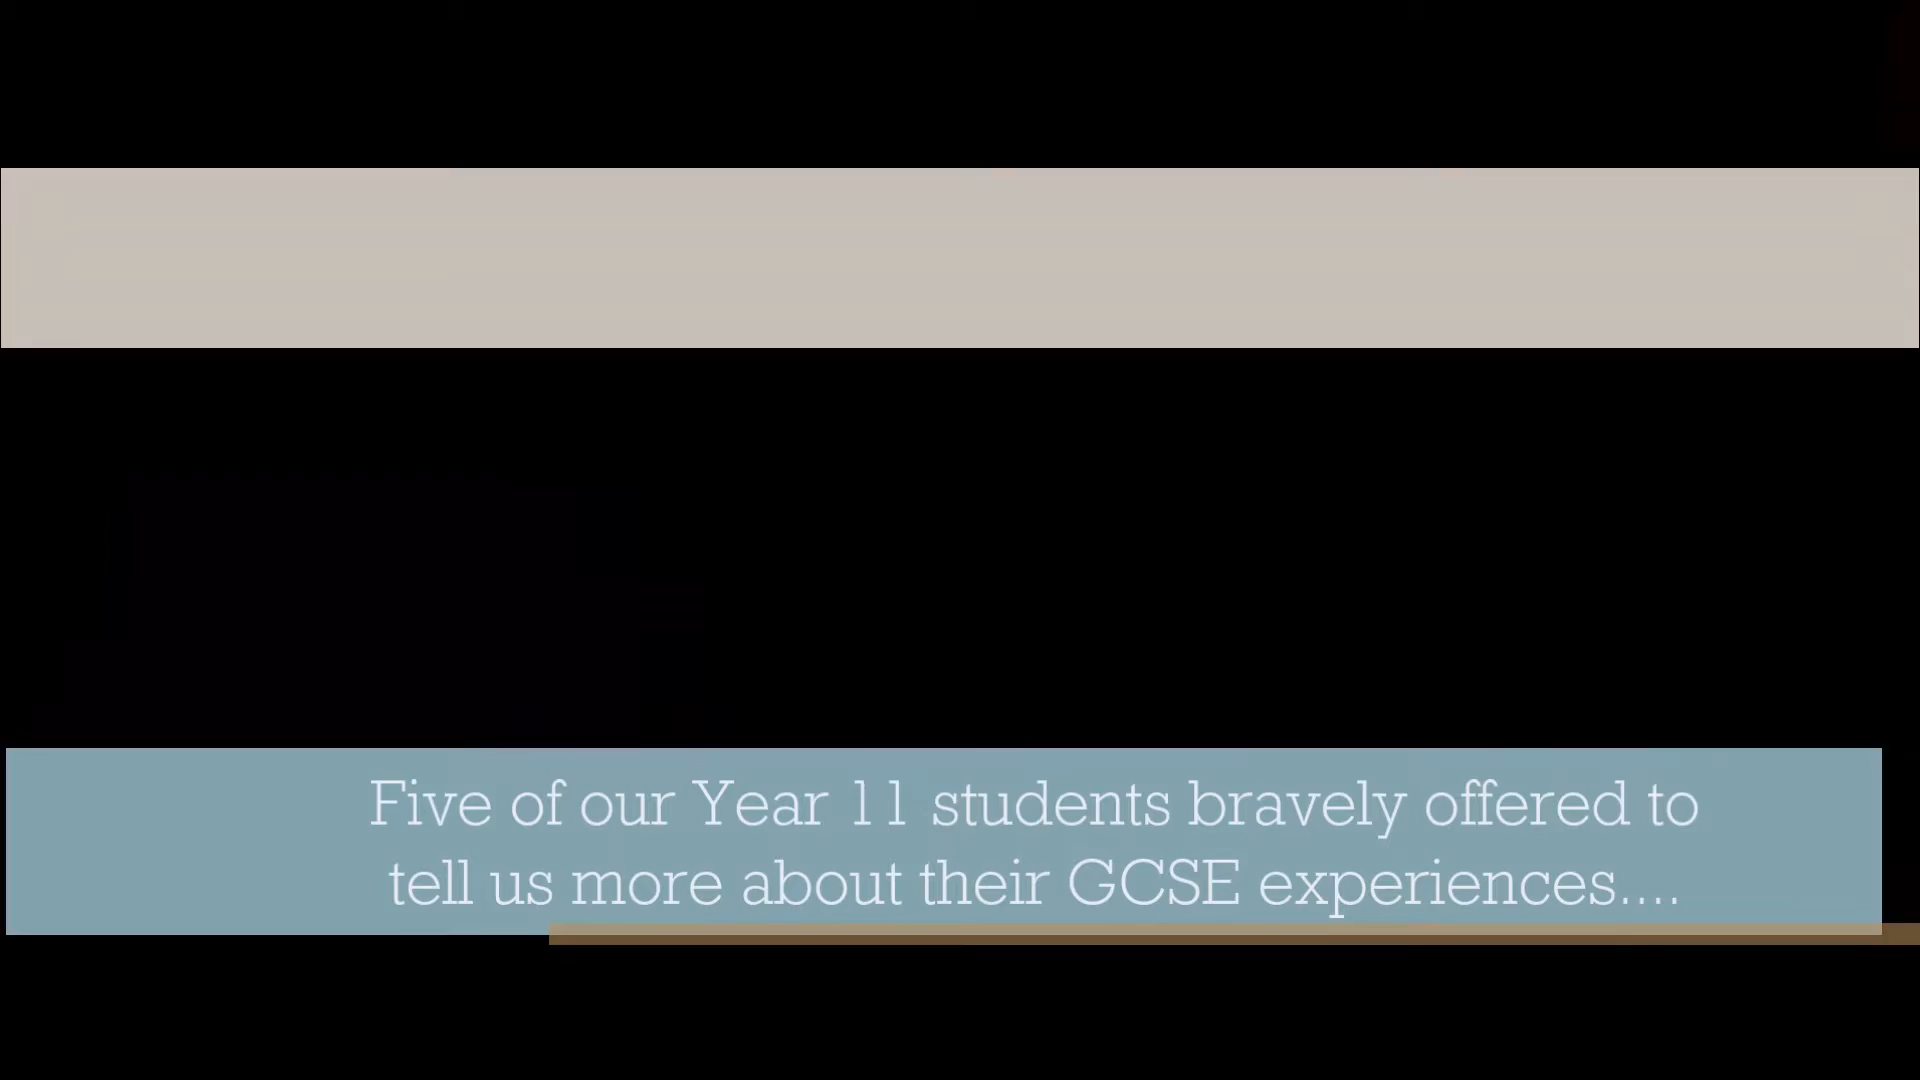 Five of our Year 11 students bravely offered to
tell us more about their GCSE experiences....